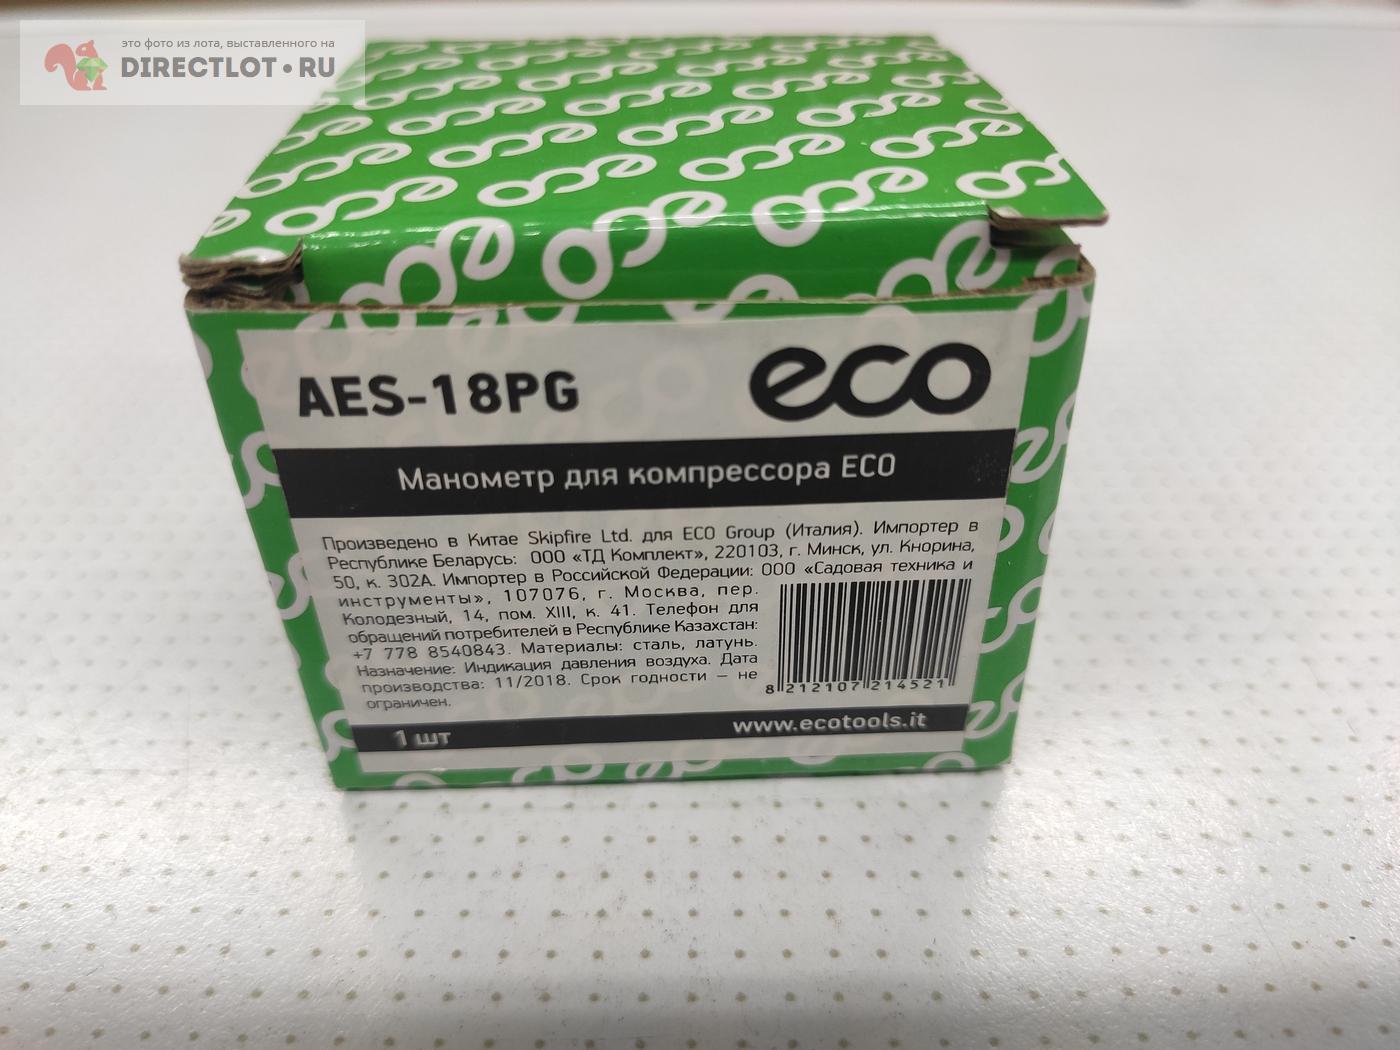 это фото из лота, выставленного на
DIRECTLOT•RU
AES-18PG
eco
Манометр для компрессора ECO
Произведено в Китае Skipfire Ltd. для ECO Group (Италия). Импортер в
Республике Беларусь: ООО «ТД Комплект», 220103, г. Минск, ул. Кнорина,
50, к. 302А. Импортер в Российской Федерации: ООО «Садовая техника и
инструменты», 107076, г. Москва, пер.
Колодезный, 14, пом. XIII, к. 41. Телефон для
обращений потребителей в Республике Казахстан:
+7 778 8540843. Материалы: сталь, латунь.
Назначение: Индикация давления воздуха. Дата
производства: 11/2018. Срок годности – не
ограничен.
8 212107 214521
1 шт
www.ecotools.it